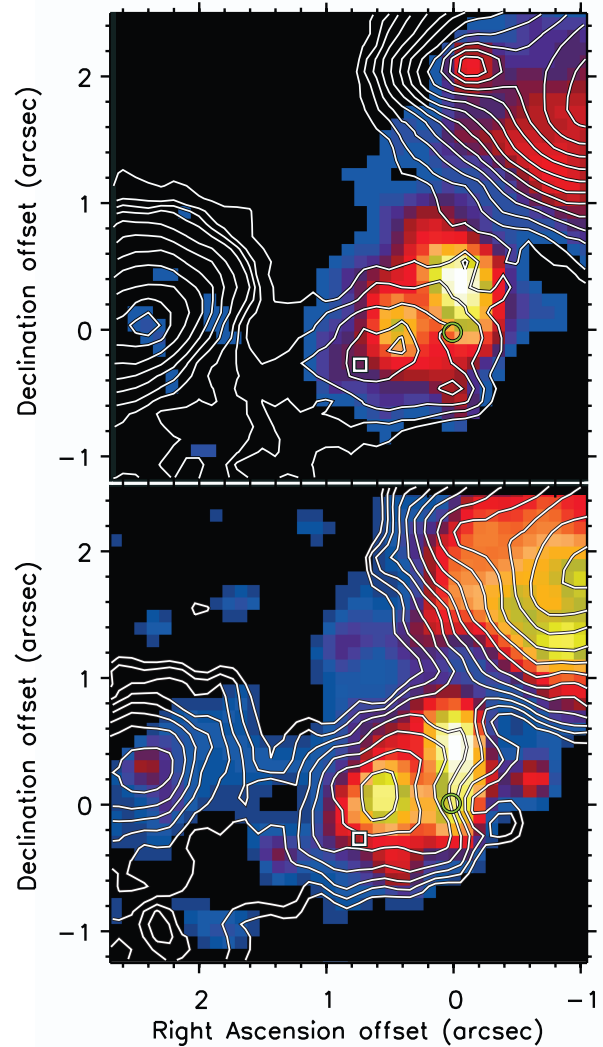 2
1
0
−1
Declination offset (arcsec)
2
1
0
−1
Declination offset (arcsec)
2 1 0 −1
Right Ascension offset (arcsec)